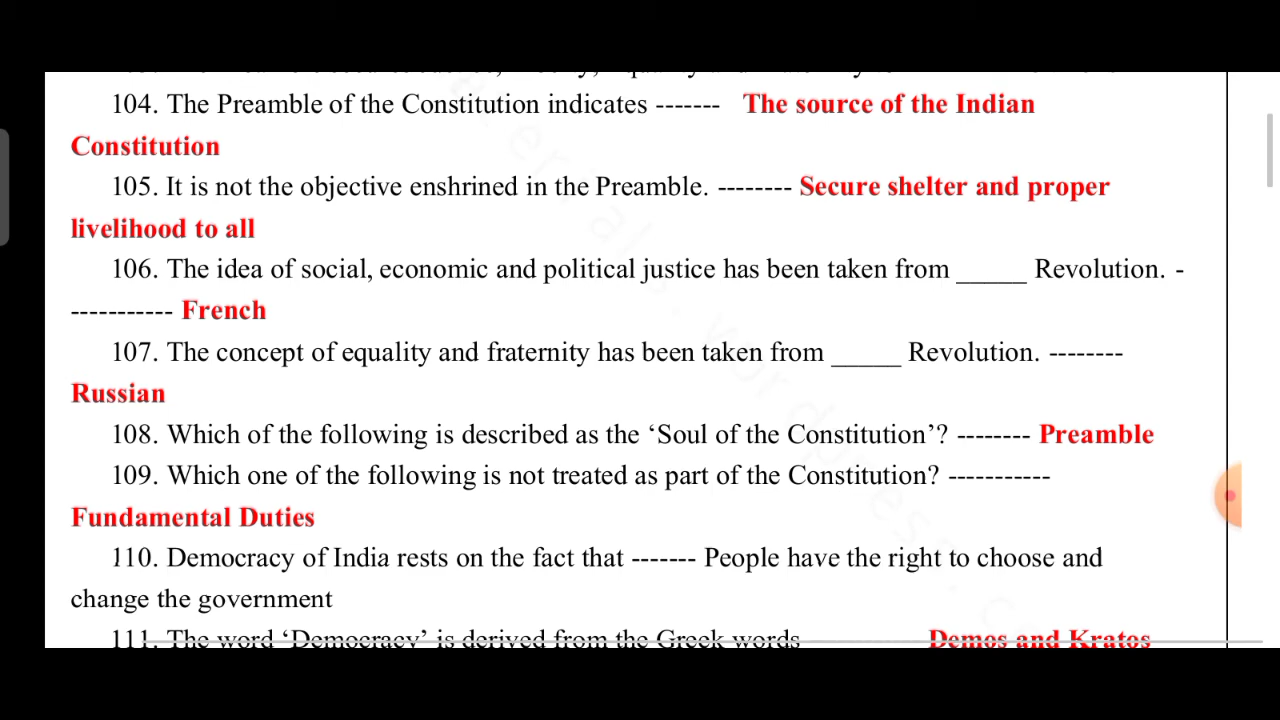 104. The Preamble of the Constitution indicates ------- The source of the Indian
Constitution
105. It is not the objective enshrined in the Preamble. -------- Secure shelter and proper
livelihood to all
106. The idea of social, economic and political justice has been taken from _____ Revolution. -
----------- French
107. The concept of equality and fraternity has been taken from _____ Revolution. --------
Russian
108. Which of the following is described as the ‘Soul of the Constitution’? -------- Preamble
109. Which one of the following is not treated as part of the Constitution? -----------
Fundamental Duties
110. Democracy of India rests on the fact that ------- People have the right to choose and
change the government
111. The word ‘Democracy’ is derived from the Greek words Demos and Kratos